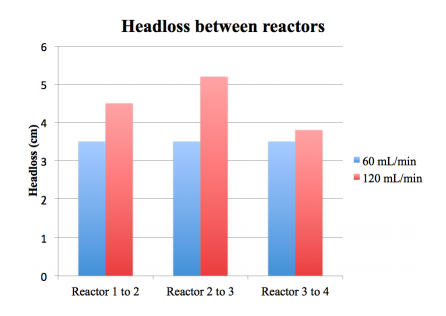 Headloss between reactors
6
5
4
3
2
1
0
Headloss (cm)
Reactor 1 to 2
Reactor 2 to 3
Reactor 3 to 4
60 mL/min
120 mL/min